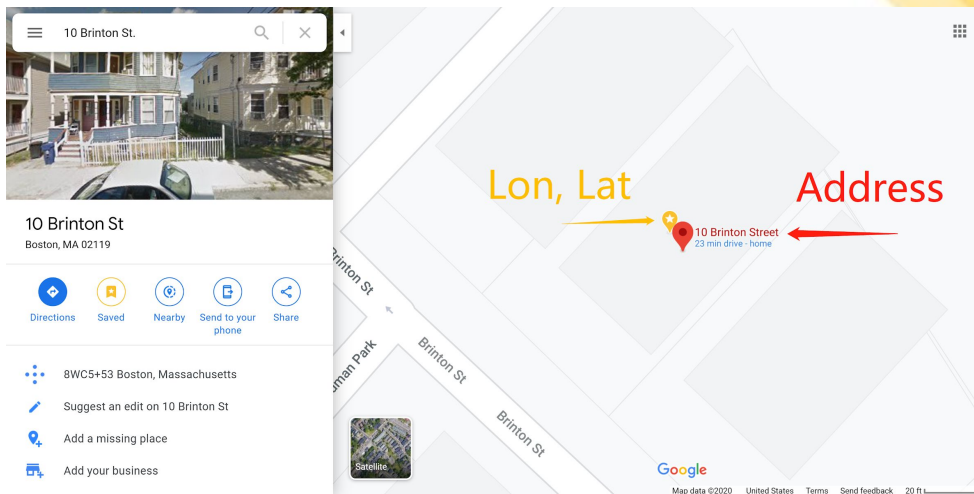 10 Brinton St.
10 Brinton St
Boston, MA 02119
Directions
Saved
Nearby
Send to your
phone
Share
8WC5+53 Boston, Massachusetts
Suggest an edit on 10 Brinton St
Add a missing place
Add your business
Lon, Lat
Address
10 Brinton Street
23 min drive - home
Brinton St
Brinton St
Brinton St
man Park
Satellite
Google
Map data ©2020 United States Terms Send feedback 20 ft